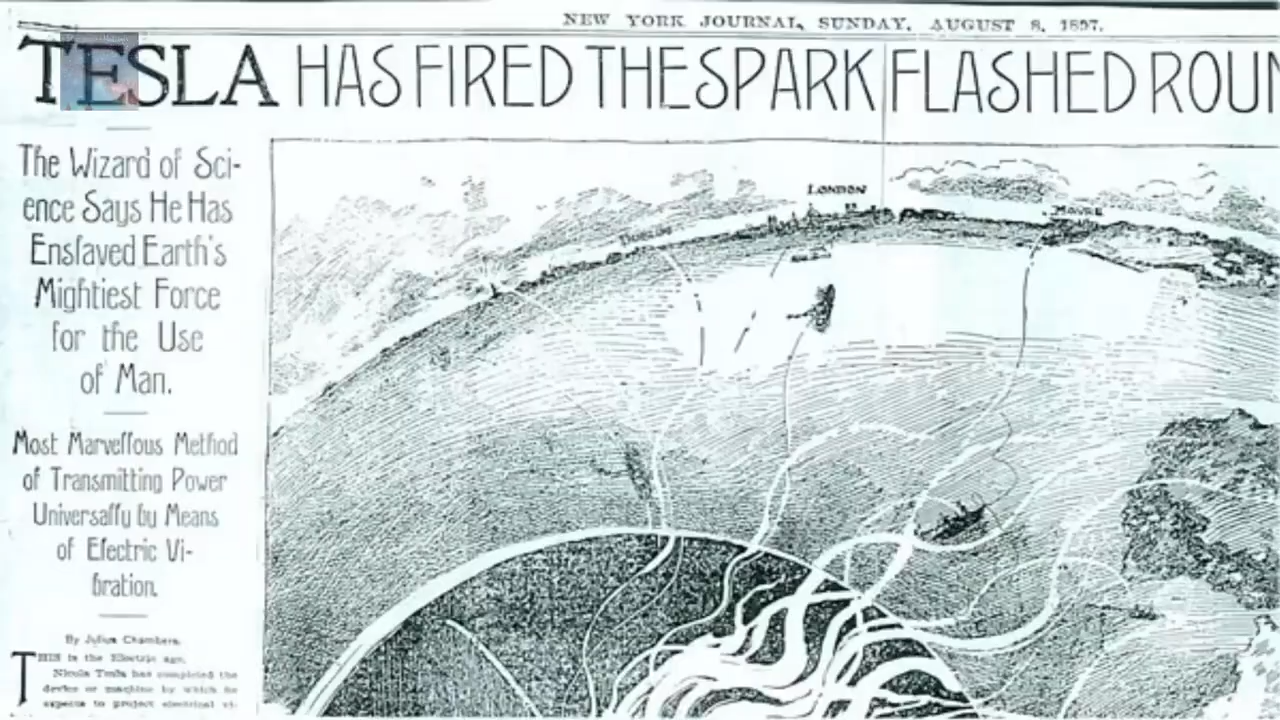 NEW YORK JOURNAL, SUNDAY, AUGUST 8, 1897.
TESLA HAS FIRED THE SPARK FLASHED ROUN
The Wizard of Sci-
ence Says He Has
Enslaved Earth's
Mightiest Force
for the Use
of Man.
Most Marvellous Method
of Transmitting Power
Universally by Means
of Electric Vi-
bration.
By Julius Chambers.
THIS is the Electric age.
Nicola Tesla has completed the
device or machine by which he
expects to project electrical vi-
LONDON
HAVRE